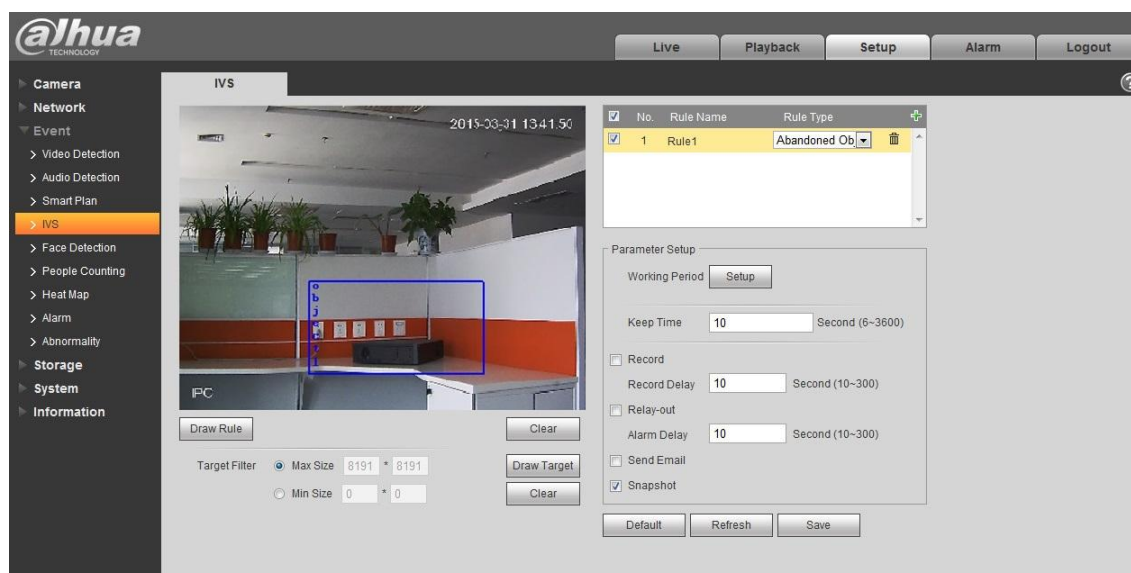 alhua
TECHNOLOGY
Live
Playback
Setup
Alarm
Logout
Camera
Network
Event
Video Detection
Audio Detection
Smart Plan
IVS
Face Detection
People Counting
Heat Map
Alarm
Abnormality
Storage
System
Information
IVS
2015-03-31 13:41:50
object1
IPC
Draw Rule
Clear
Target Filter Max Size 8191 * 8191
Draw Target
Min Size 0 * 0
Clear
No. Rule Name Rule Type
1 Rule1 Abandoned Ob
Parameter Setup
Working Period Setup
Keep Time 10 Second (6~3600)
Record
Record Delay 10 Second (10~300)
Relay-out
Alarm Delay 10 Second (10~300)
Send Email
Snapshot
Default
Refresh
Save